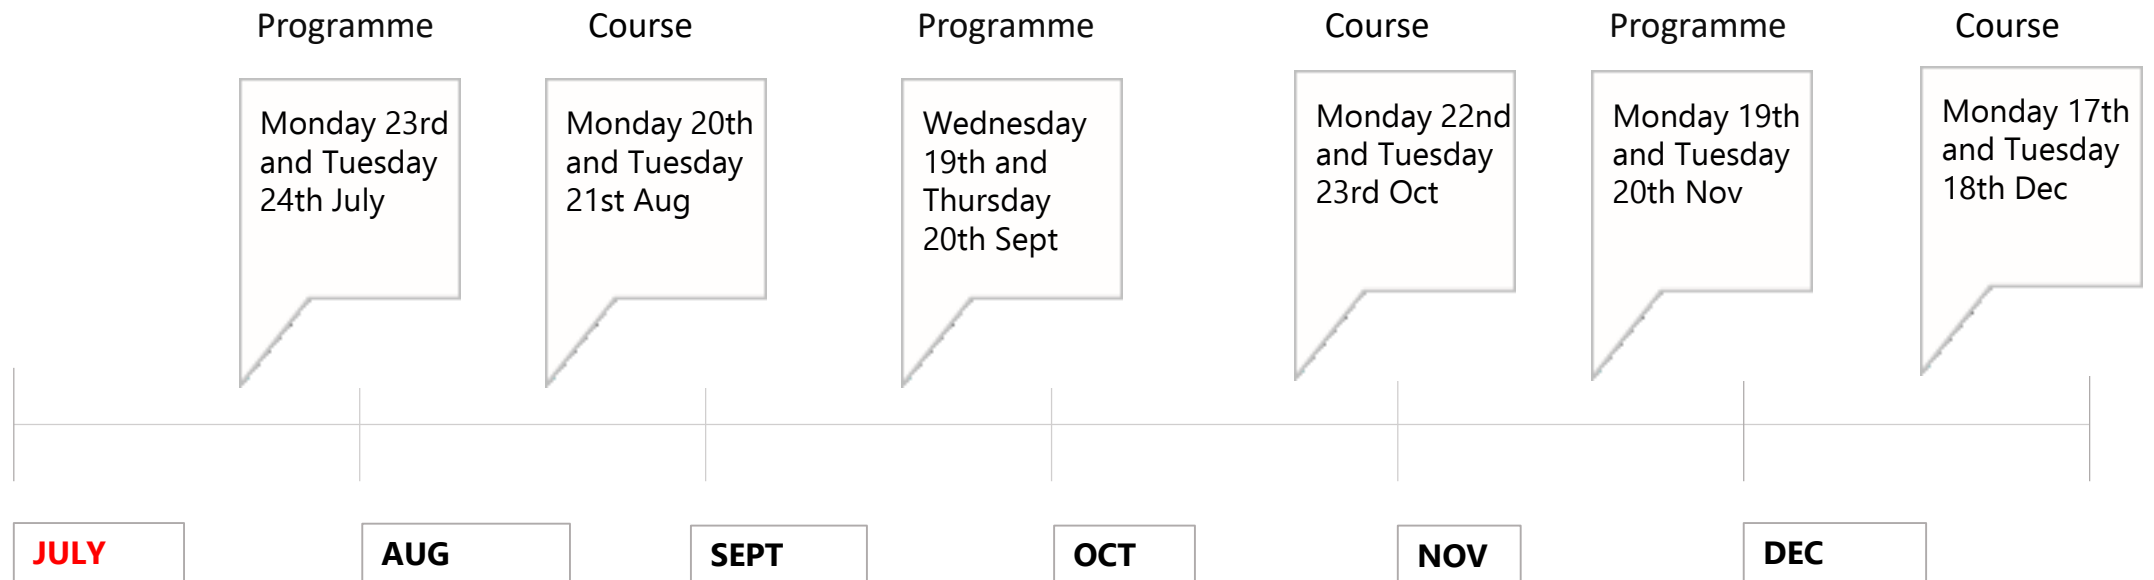 Programme
Course
Programme
Course
Programme
Course
Monday 23rd
and Tuesday
24th July
Monday 20th
and Tuesday
21st Aug
Wednesday
19th and
Thursday
20th Sept
Monday 22nd
and Tuesday
23rd Oct
Monday 19th
and Tuesday
20th Nov
Monday 17th
and Tuesday
18th Dec
JULY
AUG
SEPT
OCT
NOV
DEC